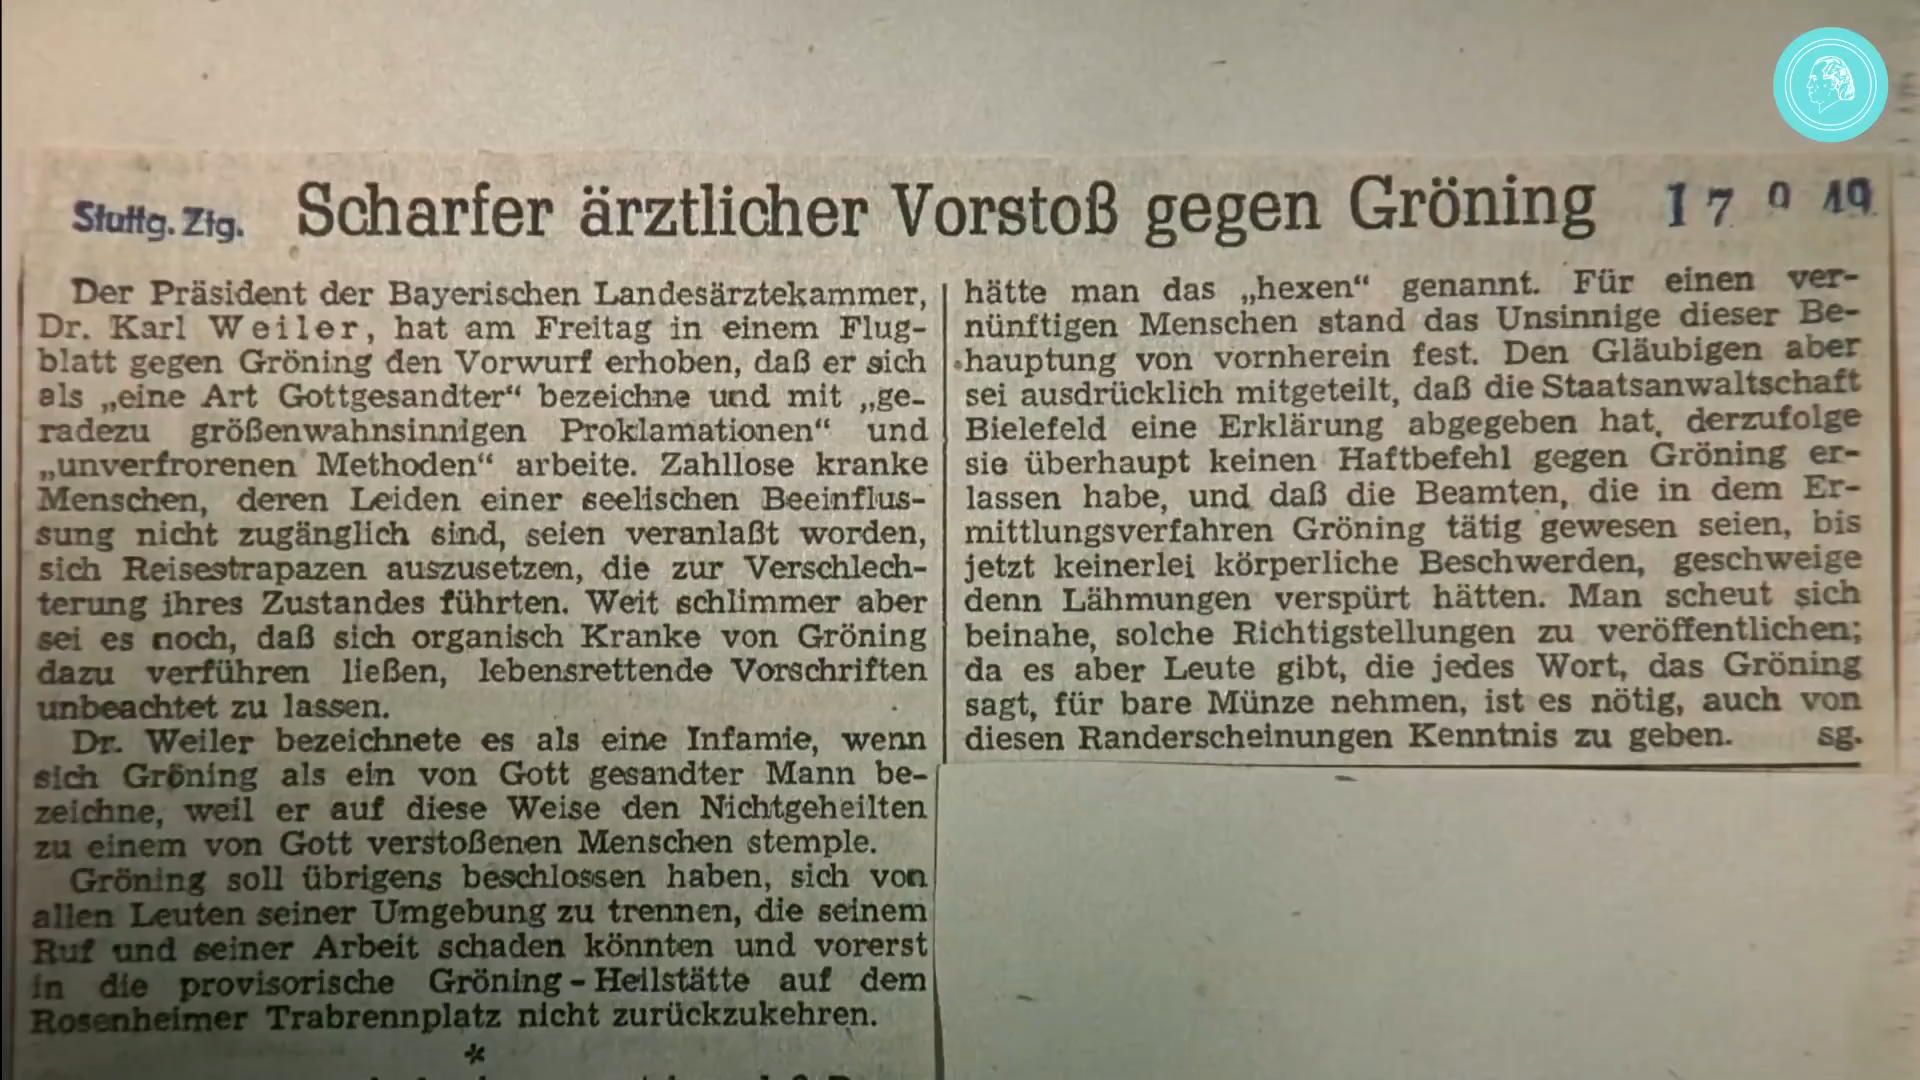 Stuttg. Ztg.
Scharfer ärztlicher Vorstoß gegen Gröning
17 9 49
Der Präsident der Bayerischen Landesärztekammer,
Dr. Karl Weiler, hat am Freitag in einem Flug-
blatt gegen Gröning den Vorwurf erhoben, daß er sich
als „eine Art Gottgesandter“ bezeichne und mit „ge-
radezu größenwahnsinnigen Proklamationen“ und
„unverfrorenen Methoden“ arbeite. Zahllose kranke
Menschen, deren Leiden einer seelischen Beeinflus-
sung nicht zugänglich sind, seien veranlaßt worden,
sich Reisestrapazen auszusetzen, die zur Verschlech-
terung ihres Zustandes führten. Weit schlimmer aber
sei es noch, daß sich organisch Kranke von Gröning
dazu verführen ließen, lebensrettende Vorschriften
unbeachtet zu lassen.
Dr. Weiler bezeichnete es als eine Infamie, wenn
sich Gröning als ein von Gott gesandter Mann be-
zeichne, weil er auf diese Weise den Nichtgeheilten
zu einem von Gott verstoßenen Menschen stemple.
Gröning soll übrigens beschlossen haben, sich von
allen Leuten seiner Umgebung zu trennen, die seinem
Ruf und seiner Arbeit schaden könnten und vorerst
in die provisorische Gröning-Heilstätte auf dem
Rosenheimer Trabrennplatz nicht zurückzukehren.
*
hätte man das „hexen“ genannt. Für einen ver-
nünftigen Menschen stand das Unsinnige dieser Be-
hauptung von vornherein fest. Den Gläubigen aber
sei ausdrücklich mitgeteilt, daß die Staatsanwaltschaft
Bielefeld eine Erklärung abgegeben hat, derzufolge
sie überhaupt keinen Haftbefehl gegen Gröning er-
lassen habe, und daß die Beamten, die in dem Er-
mittlungsverfahren Gröning tätig gewesen seien, bis
jetzt keinerlei körperliche Beschwerden, geschweige
denn Lähmungen verspürt hätten. Man scheut sich
beinahe, solche Richtigstellungen zu veröffentlichen;
da es aber Leute gibt, die jedes Wort, das Gröning
sagt, für bare Münze nehmen, ist es nötig, auch von
diesen Randerscheinungen Kenntnis zu geben. sg.